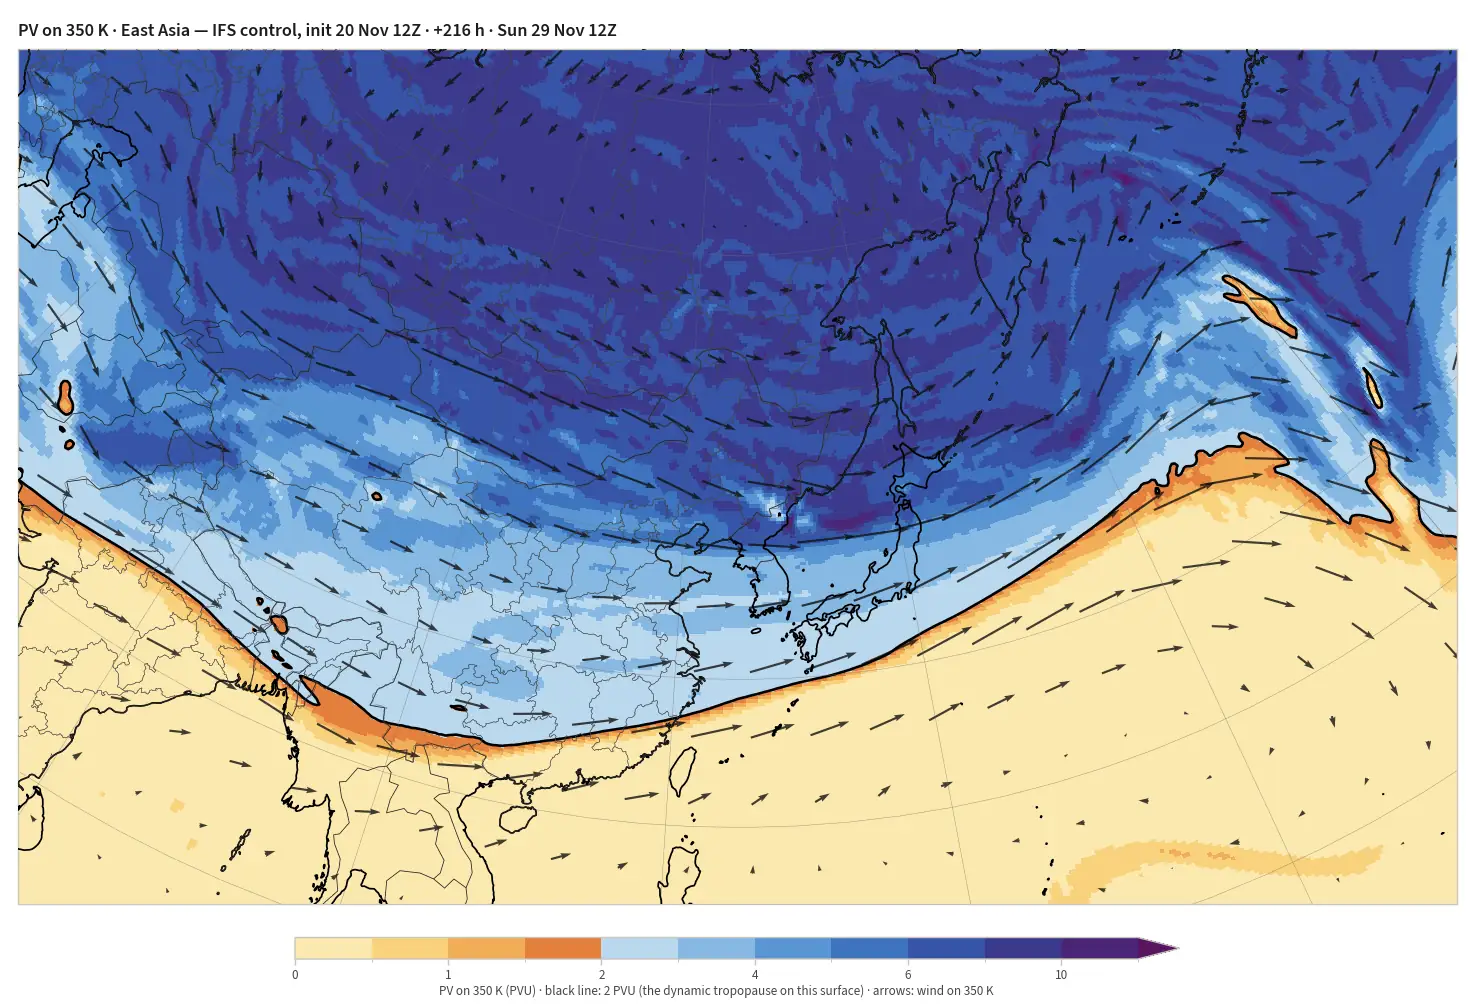 PV on 350 K · East Asia — IFS control, init 20 Nov 12Z · +216 h · Sun 29 Nov 12Z
0 1 2 4 6 10
PV on 350 K (PVU) · black line: 2 PVU (the dynamic tropopause on this surface) · arrows: wind on 350 K